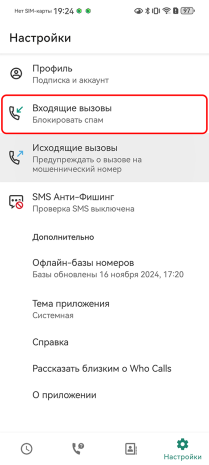 Нет SIM-карты 19:24 97
Настройки
Профиль
Подписка и аккаунт
Входящие вызовы
Блокировать спам
Исходящие вызовы
Предупреждать о вызове на
мошеннический номер
SMS Анти-Фишинг
Проверка SMS выключена
Дополнительно
Офлайн-базы номеров
Базы обновлены 16 ноября 2024, 17:20
Тема приложения
Системная
Справка
Рассказать близким о Who Calls
О приложении
Настройки